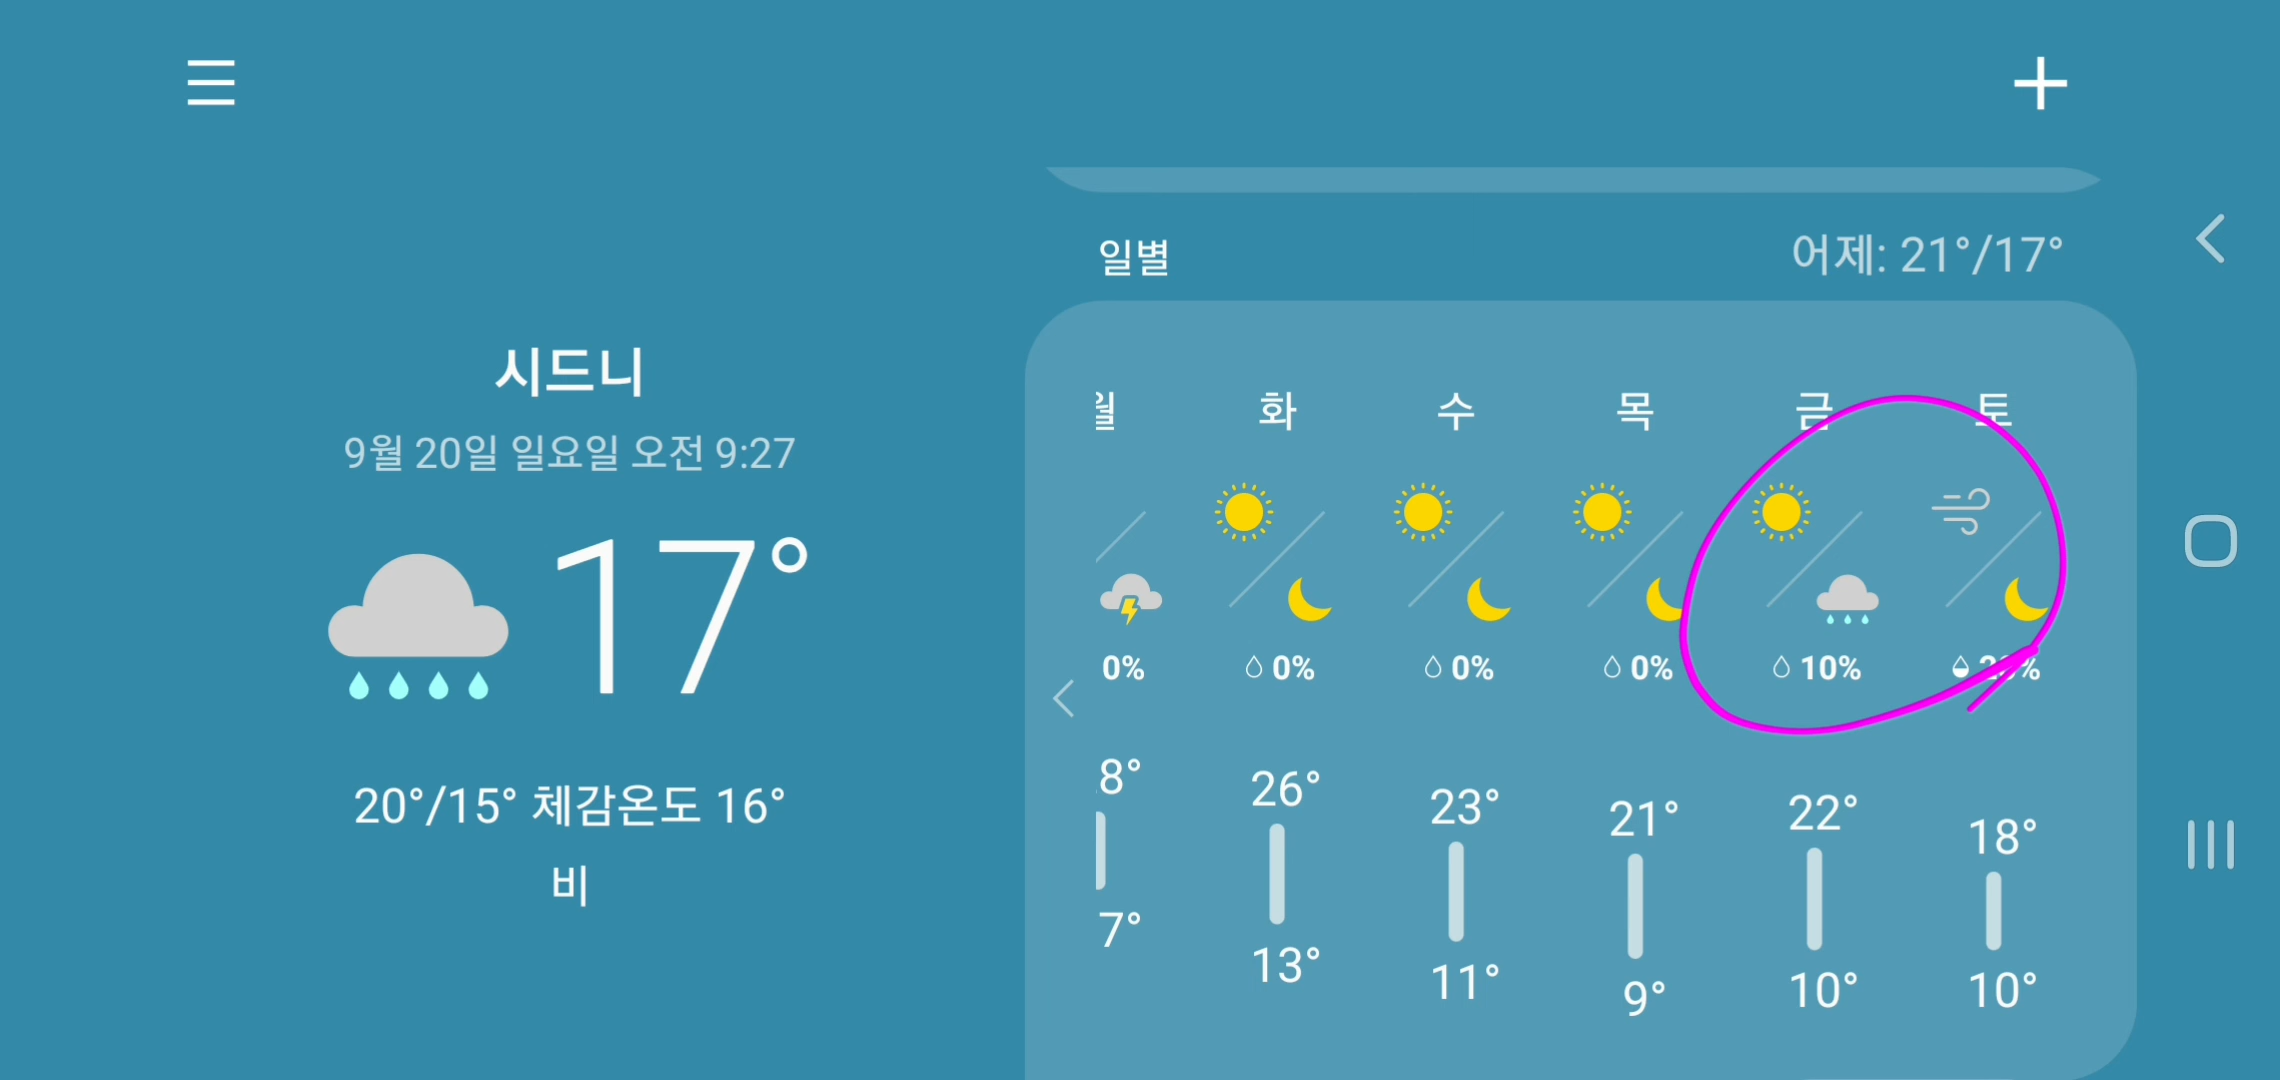 일별 어제: 21°/17°
시드니
9월 20일 일요일 오전 9:27
17°
20°/15° 체감온도 16°
비
월 화 수 목 금 토
0% 0% 0% 0% 10%
8° 26° 23° 21° 22° 18°
7° 13° 11° 9° 10° 10°